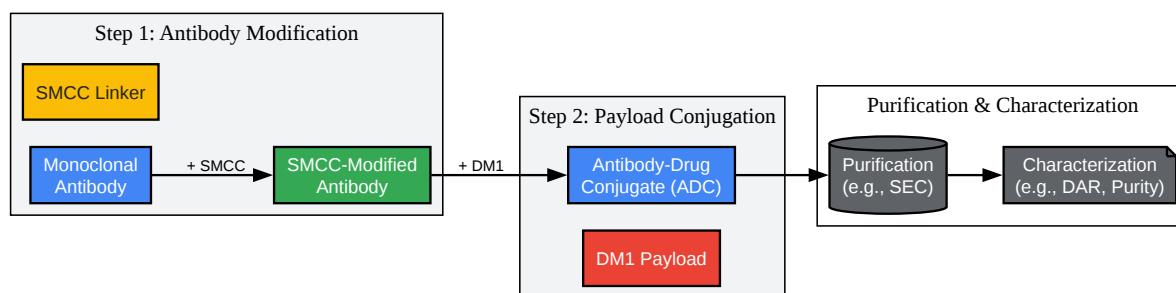 Step 1: Antibody Modification
SMCC Linker
Monoclonal
Antibody
+ SMCC
SMCC-Modified
Antibody
+ DM1
Step 2: Payload Conjugation
Antibody-Drug
Conjugate (ADC)
DM1 Payload
Purification & Characterization
Purification
(e.g., SEC)
Characterization
(e.g., DAR, Purity)